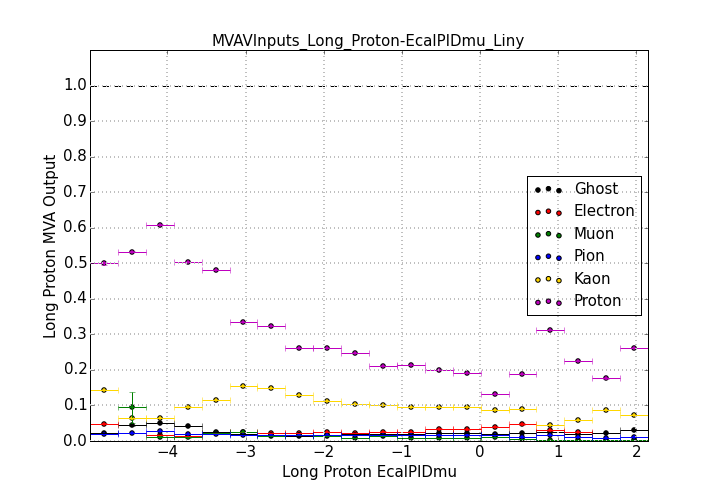 MVAVInputs_Long_Proton-EcalPIDmu_Liny
Long Proton MVA Output
1.0
0.9
0.8
0.7
0.6
0.5
0.4
0.3
0.2
0.1
0.0
Ghost
Electron
Muon
Pion
Kaon
Proton
−4 −3 −2 −1 0 1 2
Long Proton EcalPIDmu